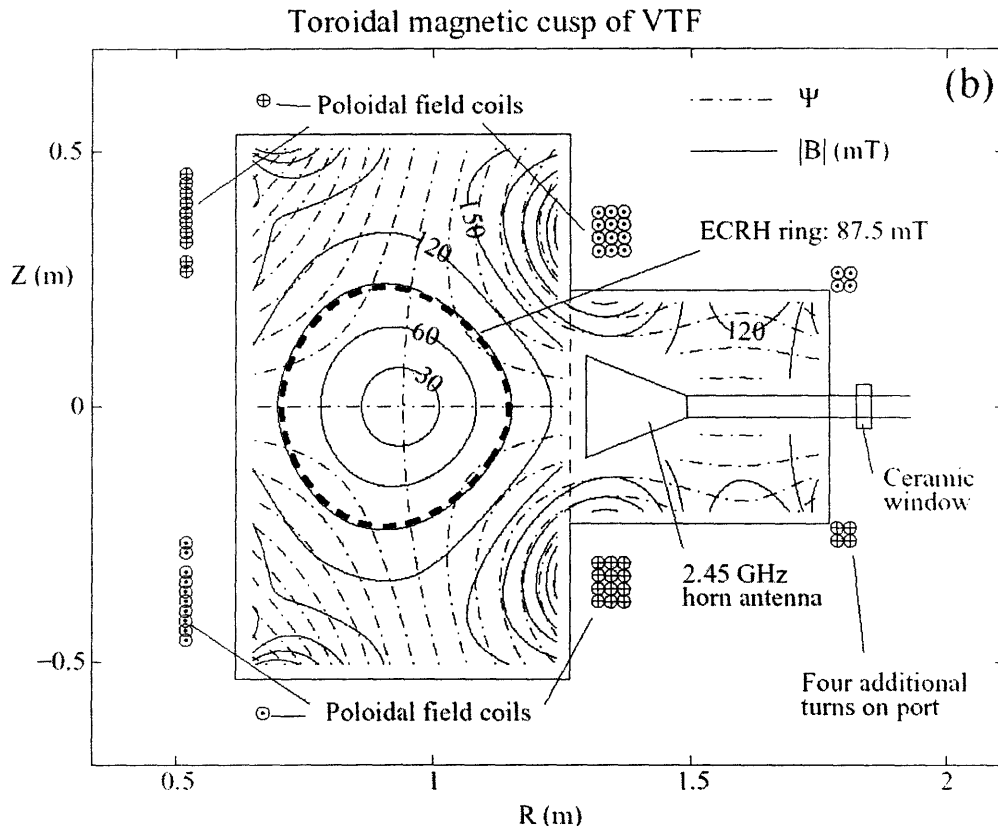 Toroidal magnetic cusp of VTF
(b)
Poloidal field coils
Ψ
|B| (mT)
0.5
150
120
ECRH ring: 87.5 mT
Z (m)
60
30
120
0
Ceramic
window
2.45 GHz
horn antenna
−0.5
Four additional
turns on port
Poloidal field coils
0.5
1
1.5
2
R (m)